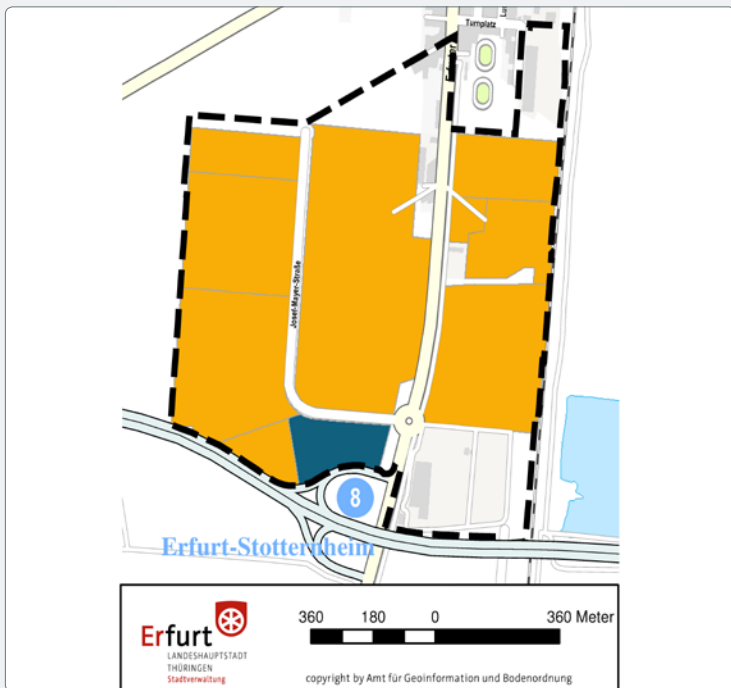 Turnplatz
Josef-Mayer-Straße
8
Erfurt-Stotternheim
Erfurt
LANDESHAUPTSTADT
THÜRINGEN
Stadtverwaltung
360 180 0 360 Meter
copyright by Amt für Geoinformation und Bodenordnung